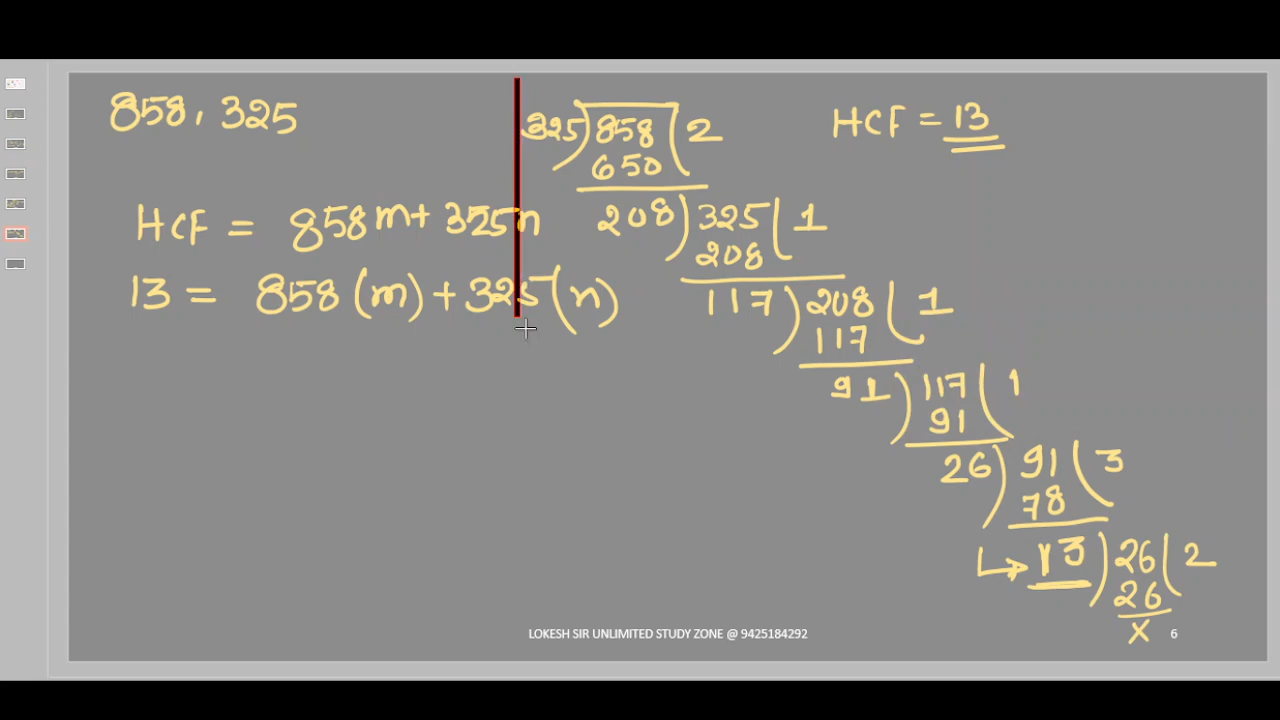 858, 325
HCF = 858m + 325n
13 = 858(m) + 325(n)
325)858(2
650
208)325(1
208
117)208(1
117
91)117(1
91
26)91(3
78
↳13)26(2
26
x
HCF = 13
LOKESH SIR UNLIMITED STUDY ZONE @ 9425184292
6